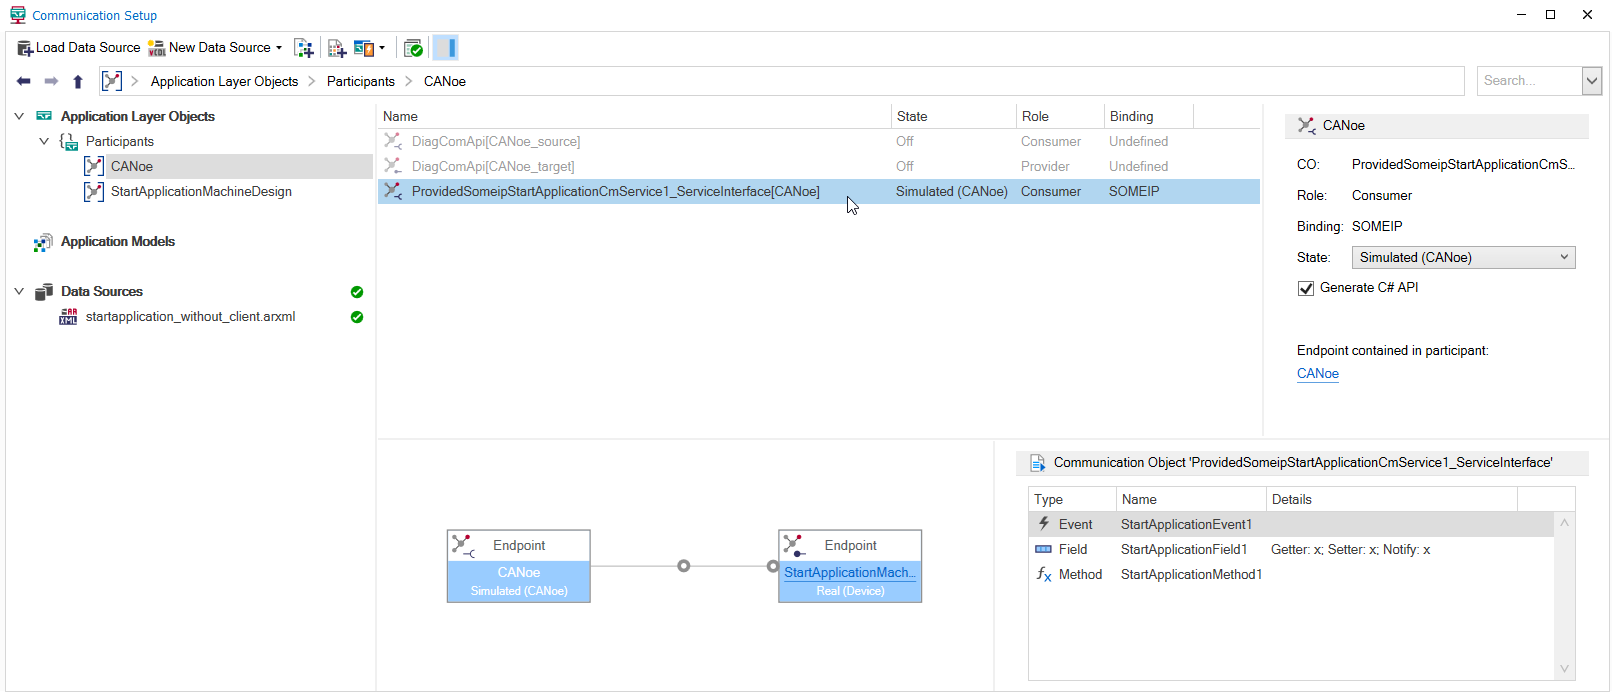 Communication Setup
Load Data Source New Data Source
Application Layer Objects > Participants > CANoe
Search...
Application Layer Objects
Participants
CANoe
StartApplicationMachineDesign
Application Models
Data Sources
startapplication_without_client.arxml
Name State Role Binding
DiagComApi[CANoe_source] Off Consumer Undefined
DiagComApi[CANoe_target] Off Provider Undefined
ProvidedSomeipStartApplicationCmService1_ServiceInterface[CANoe] Simulated (CANoe) Consumer SOMEIP
CANoe
CO: ProvidedSomeipStartApplicationCmS...
Role: Consumer
Binding: SOMEIP
State: Simulated (CANoe)
Generate C# API
Endpoint contained in participant:
CANoe
Endpoint
CANoe
Simulated (CANoe)
Endpoint
StartApplicationMach...
Real (Device)
Communication Object 'ProvidedSomeipStartApplicationCmService1_ServiceInterface'
Type Name Details
Event StartApplicationEvent1
Field StartApplicationField1 Getter: x; Setter: x; Notify: x
Method StartApplicationMethod1